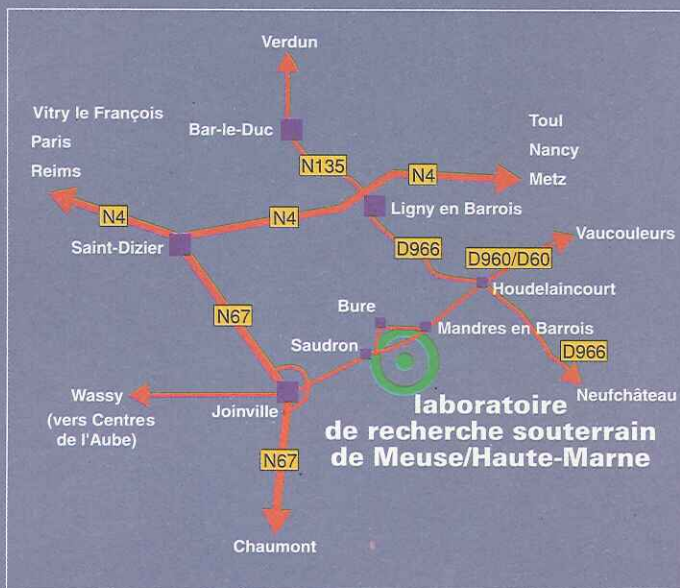 Verdun
Vitry le François
Paris
Reims
Bar-le-Duc
Toul
Nancy
Metz
N135
N4
N4
N4
Ligny en Barrois
Saint-Dizier
D966
Vaucouleurs
D960/D60
Houdelaincourt
Bure
N67
Mandres en Barrois
Saudron
D966
Wassy
(vers Centres
de l'Aube)
Joinville
Neufchâteau
laboratoire
de recherche souterrain
de Meuse/Haute-Marne
N67
Chaumont